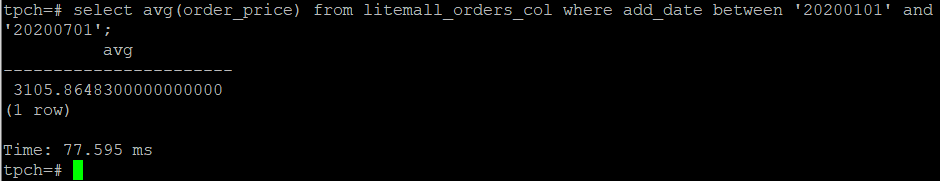 tpch=# select avg(order_price) from litemall_orders_col where add_date between '20200101' and
'20200701';
avg
-----------------------
3105.8648300000000000
(1 row)
Time: 77.595 ms
tpch=#